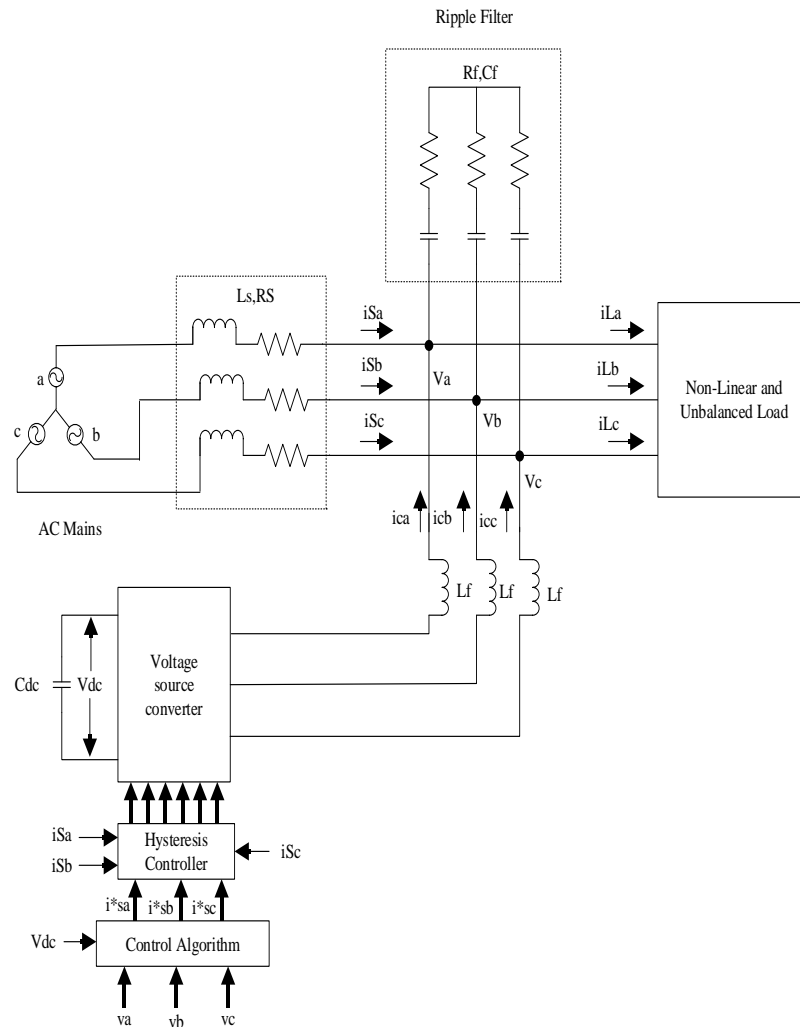 Ripple Filter
Rf,Cf
Ls,RS
iSa
iLa
a
Va
iSb
iLb
Non-Linear and
Unbalanced Load
c
b
Vb
iSc
iLc
Vc
AC Mains
ica
icb
icc
Lf
Lf
Lf
Voltage
source
converter
Cdc
Vdc
iSa
iSb
Hysteresis
Controller
iSc
i*sa
i*sb
i*sc
Vdc
Control Algorithm
va
vb
vc